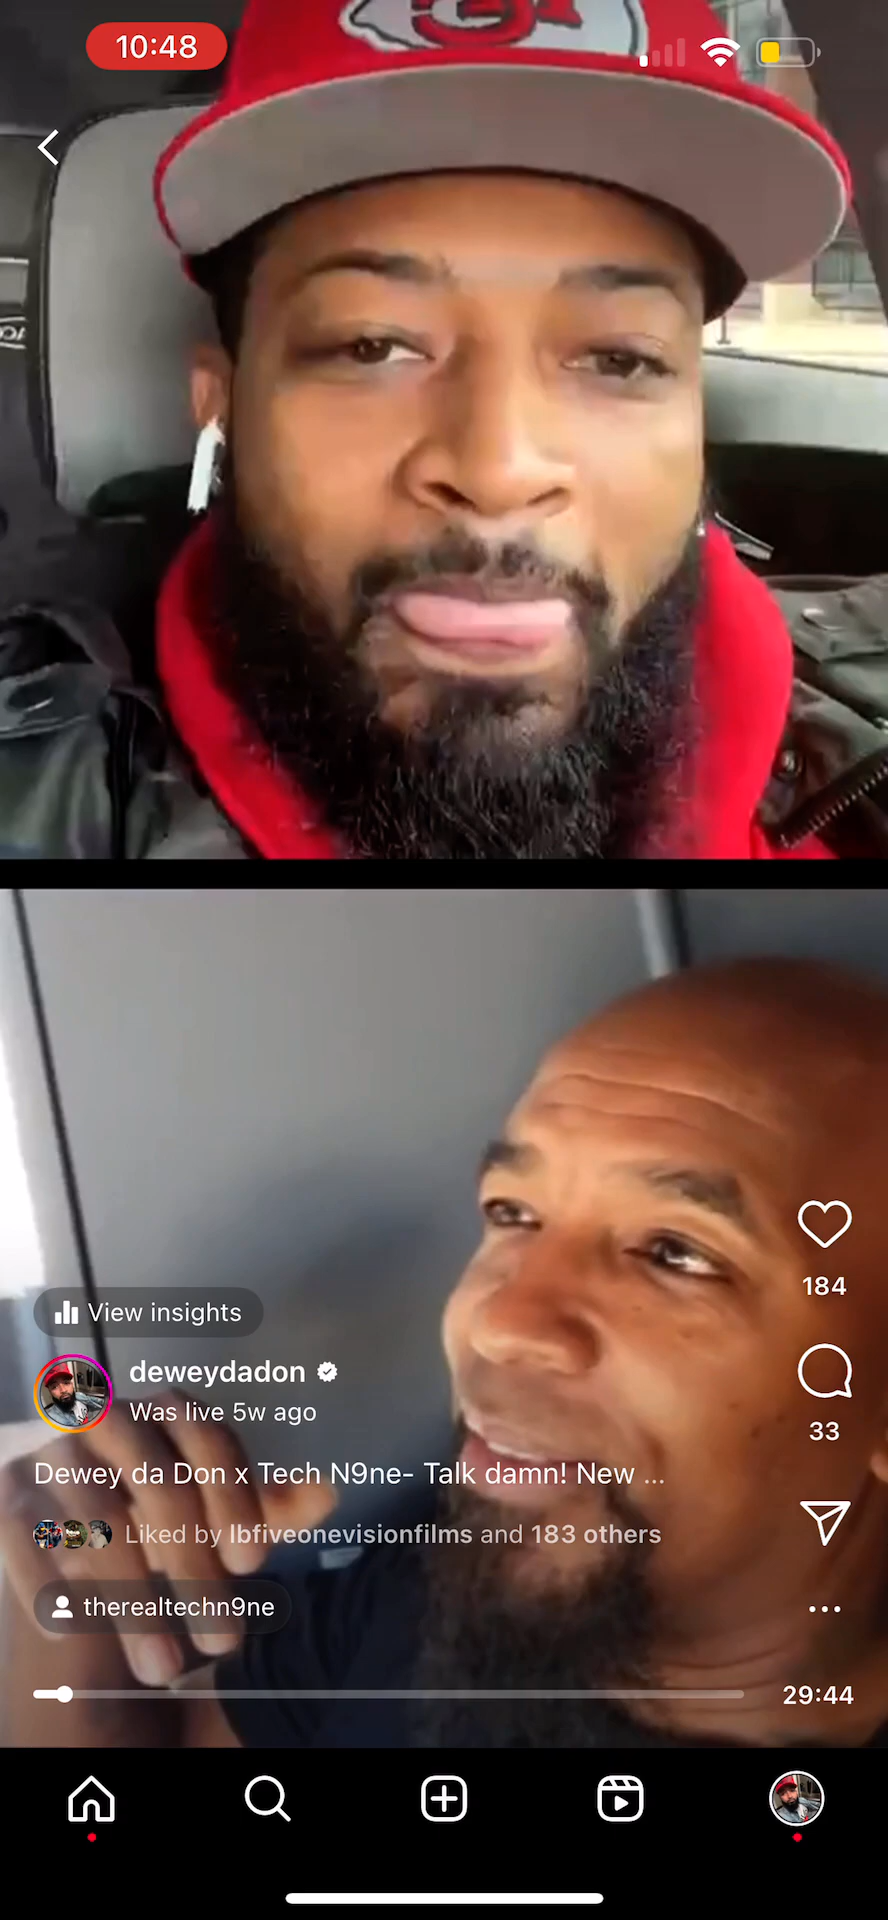 10:48
View insights
deweydadon
Was live 5w ago
Dewey da Don x Tech N9ne- Talk damn! New ...
Liked by lbfiveonevisionfilms and 183 others
therealtechn9ne
184
33
29:44